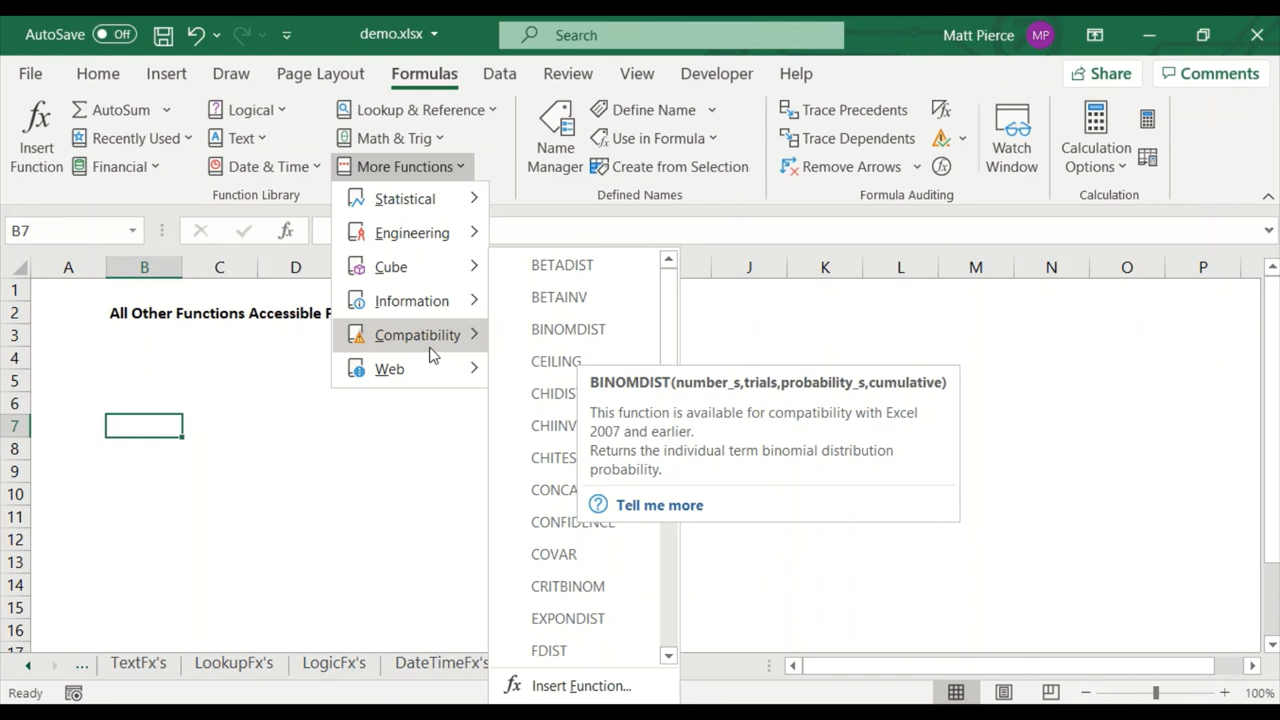 AutoSave Off demo.xlsx Search Matt Pierce MP
File Home Insert Draw Page Layout Formulas Data Review View Developer Help Share Comments
Insert Function
AutoSum
Recently Used
Financial
Logical
Text
Date & Time
Lookup & Reference
Math & Trig
More Functions
Function Library
Name Manager
Define Name
Use in Formula
Create from Selection
Defined Names
Trace Precedents
Trace Dependents
Remove Arrows
Formula Auditing
Watch Window
Calculation Options
Calculation
B7
fx
A B C D J K L M N O P
1
2
3
4
5
6
7
8
9
10
11
12
13
14
15
16
17
All Other Functions Accessible F
Statistical
Engineering
Cube
Information
Compatibility
Web
BETADIST
BETAINV
BINOMDIST
CEILING
CHIDIS
CHIINV
CHITES
CONCA
CONFIDENCE
COVAR
CRITBINOM
EXPONDIST
FDIST
fx Insert Function...
BINOMDIST(number_s,trials,probability_s,cumulative)
This function is available for compatibility with Excel
2007 and earlier.
Returns the individual term binomial distribution
probability.
? Tell me more
... TextFx's LookupFx's LogicFx's DateTimeFx's
Ready 100%